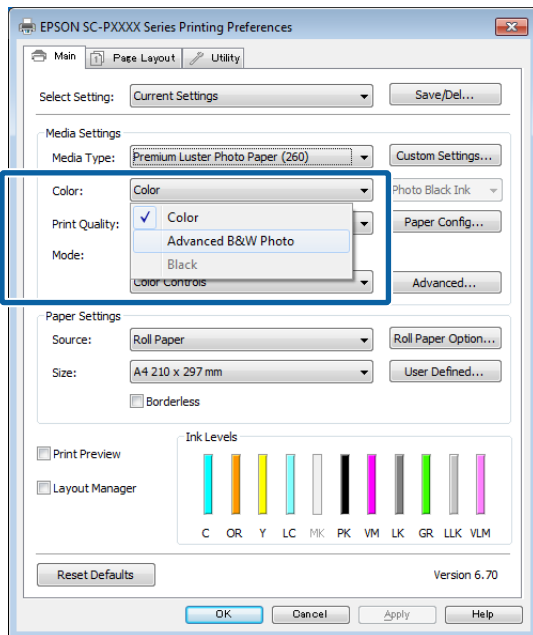 EPSON SC-PXXXX Series Printing Preferences
Main Page Layout Utility
Select Setting: Current Settings Save/Del...
Media Settings
Media Type: Premium Luster Photo Paper (260) Custom Settings...
Color: Color Photo Black Ink
Print Quality: Color Paper Config...
Advanced B&W Photo
Mode: Black
Color Controls Advanced...
Paper Settings
Source: Roll Paper Roll Paper Option...
Size: A4 210 x 297 mm User Defined...
Borderless
Ink Levels
Print Preview
Layout Manager
C OR Y LC MK PK VM LK GR LLK VLM
Reset Defaults Version 6.70
OK Cancel Apply Help